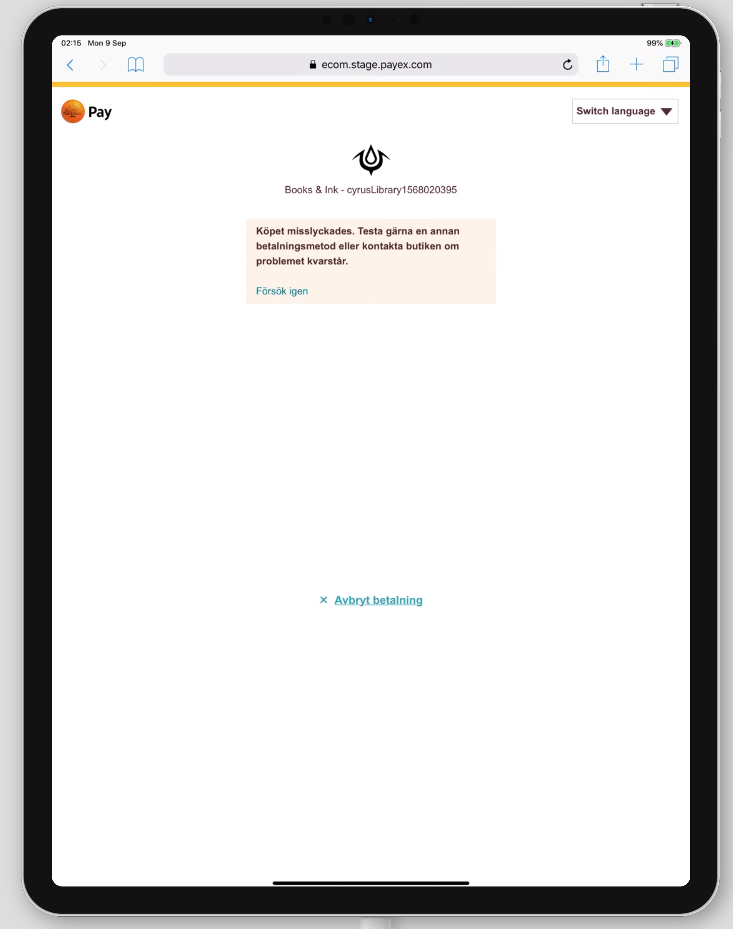 02:15 Mon 9 Sep 99%
ecom.stage.payex.com
Pay
Switch language
Books & Ink - cyrusLibrary1568020395
Köpet misslyckades. Testa gärna en annan
betalningsmetod eller kontakta butiken om
problemet kvarstår.
Försök igen
× Avbryt betalning